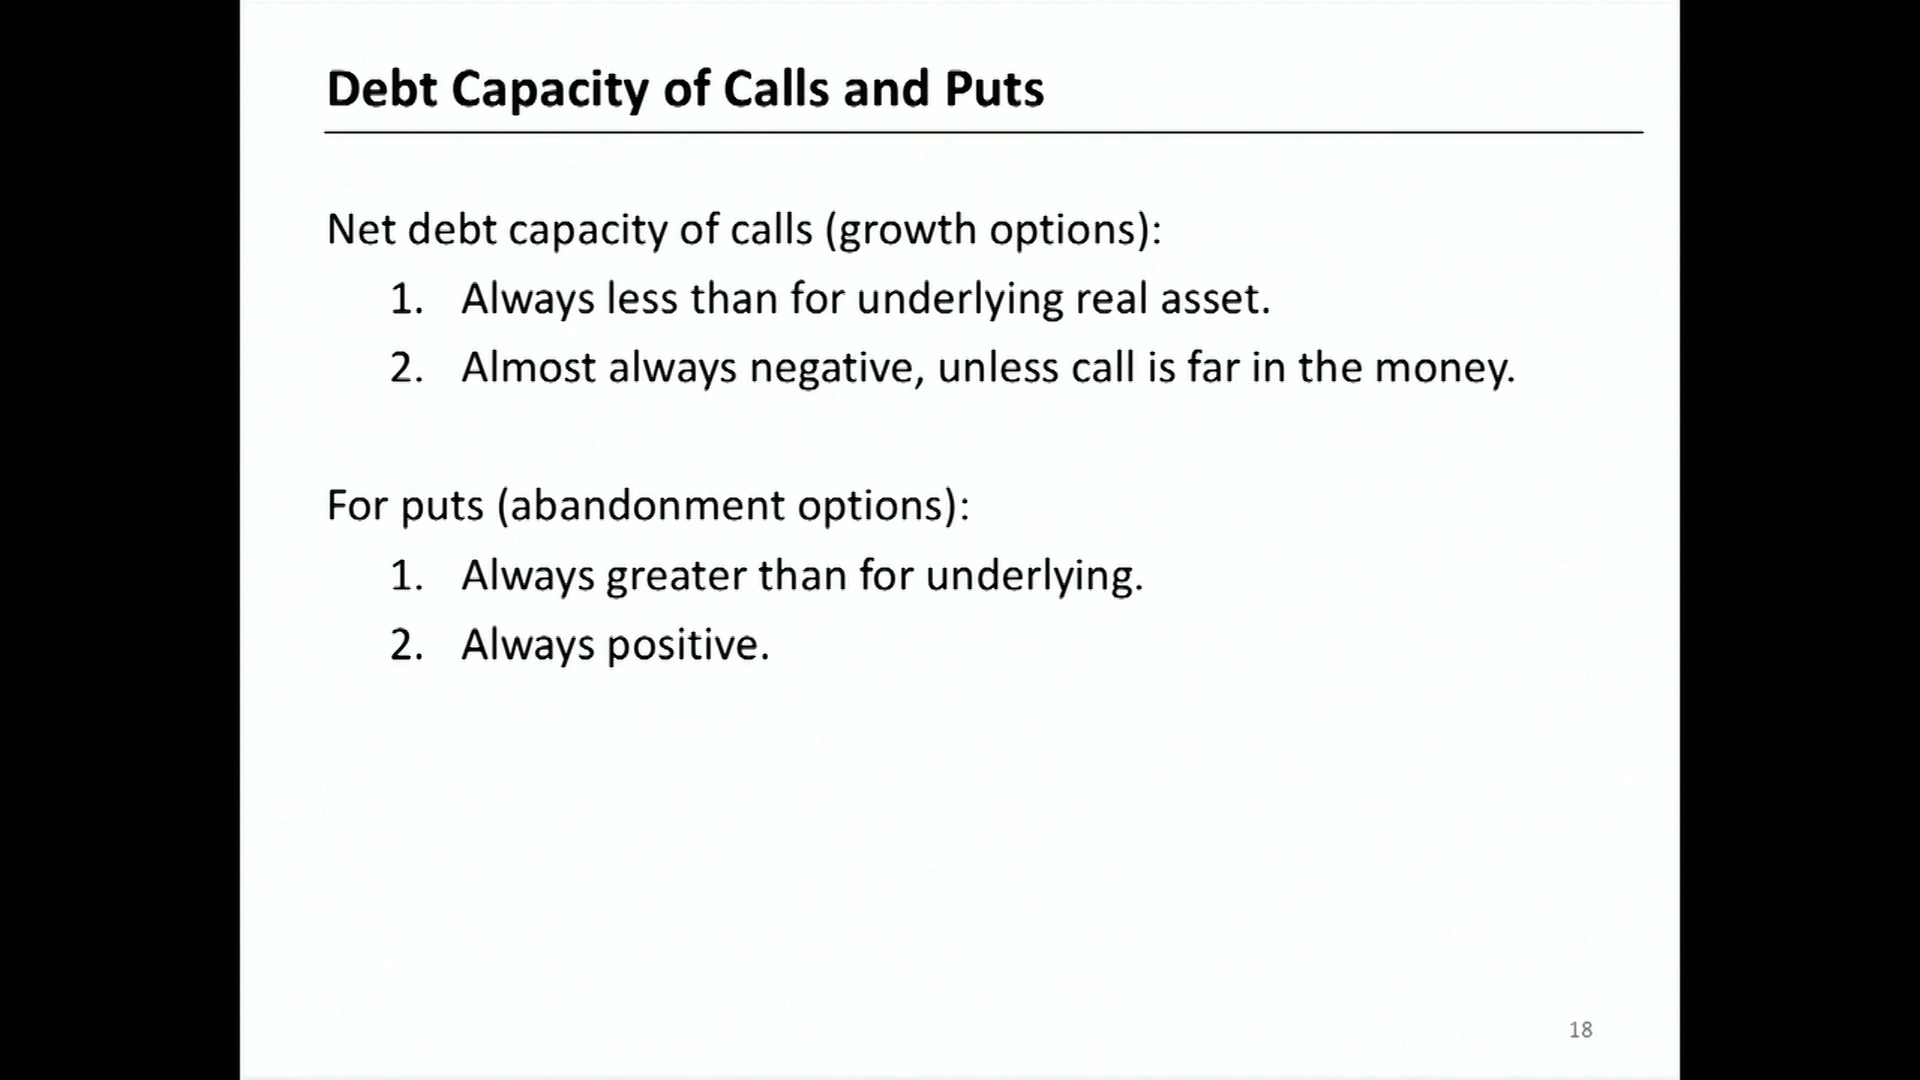 Debt Capacity of Calls and Puts
Net debt capacity of calls (growth options):
1. Always less than for underlying real asset.
2. Almost always negative, unless call is far in the money.
For puts (abandonment options):
1. Always greater than for underlying.
2. Always positive.
18